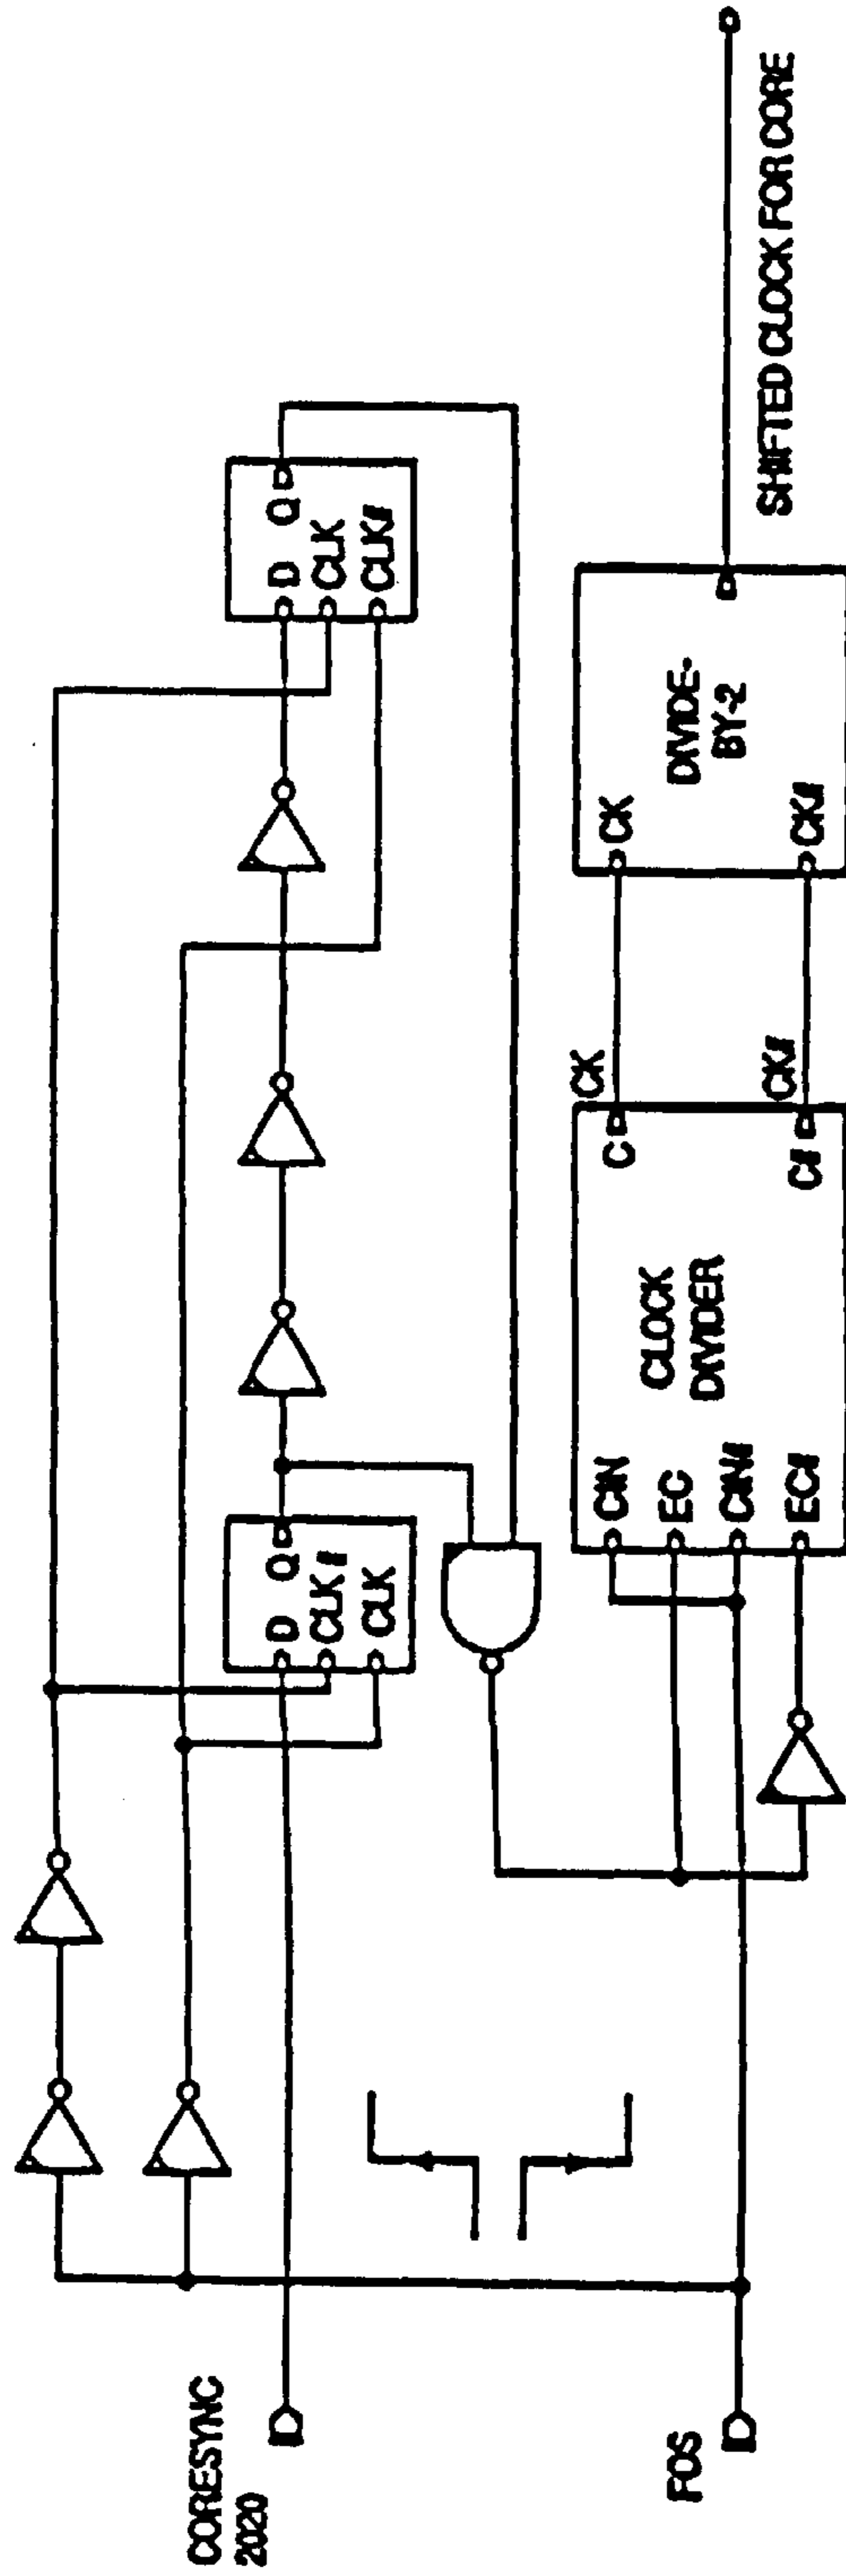 CORESYNC
2020
FOS
D Q
CLK#
CLK
D Q
CLK
CLK#
CIN
EC
CIN#
EC#
CLOCK
DIVIDER
C
C#
CK
CK#
CK
CK#
DIVIDE-
BY-2
SHIFTED CLOCK FOR CORE